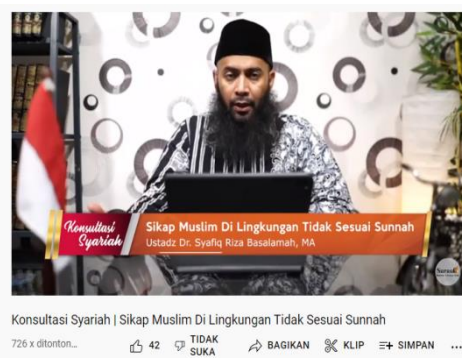 Konsultasi
Syariah
Sikap Muslim Di Lingkungan Tidak Sesuai Sunnah
Ustadz Dr. Syafiq Riza Basalamah, MA
Konsultasi Syariah | Sikap Muslim Di Lingkungan Tidak Sesuai Sunnah
726 x ditonton...
42
TIDAK
SUKA
BAGIKAN
KLIP
SIMPAN
...